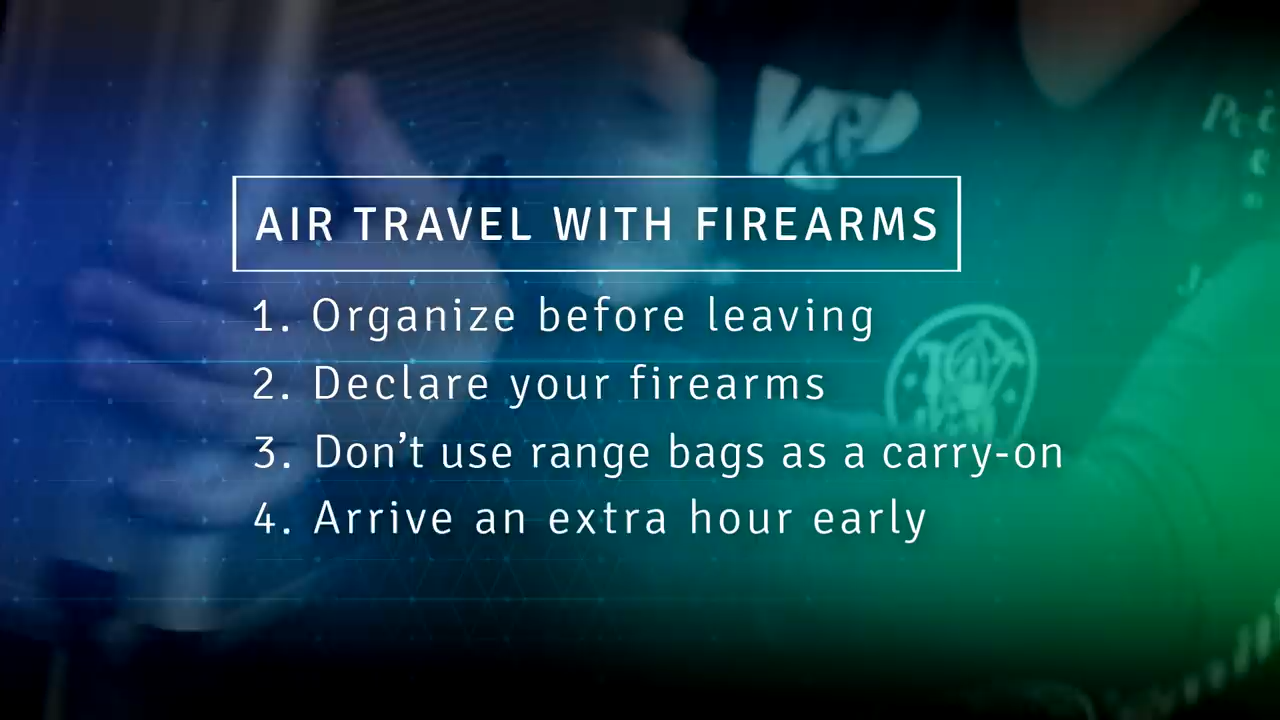 AIR TRAVEL WITH FIREARMS
1. Organize before leaving
2. Declare your firearms
3. Don't use range bags as a carry-on
4. Arrive an extra hour early